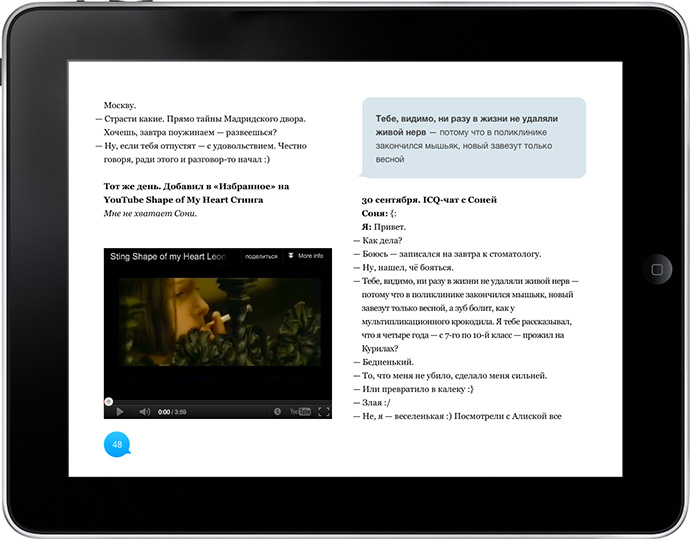 Москву.
— Страсти какие. Прямо тайны Мадридского двора.
Хочешь, завтра поужинаем — развеешься?
— Ну, если тебя отпустят — с удовольствием. Честно
говоря, ради этого и разговор-то начал :)
Тот же день. Добавил в «Избранное» на
YouTube Shape of My Heart Стинга
Мне не хватает Сони.
Sting Shape of my Heart Leon
поделиться
More info
0:00 / 3:59
YouTube
48
Тебе, видимо, ни разу в жизни не удаляли
живой нерв — потому что в поликлинике
закончился мышьяк, новый завезут только
весной
30 сентября. ICQ-чат с Соней
Соня: {:
Я: Привет.
— Как дела?
— Боюсь — записался на завтра к стоматологу.
— Ну, нашел, чё бояться.
— Тебе, видимо, ни разу в жизни не удаляли живой нерв —
потому что в поликлинике закончился мышьяк, новый
завезут только весной, а зуб болит, как у
мультипликационного крокодила. Я тебе рассказывал,
что я четыре года — с 7-го по 10-й класс — прожил на
Курилах?
— Бедненький.
— То, что меня не убило, сделало меня сильней.
— Или превратило в калеку :}
— Злая :/
— Не, я — веселенькая :) Посмотрели с Алиской все